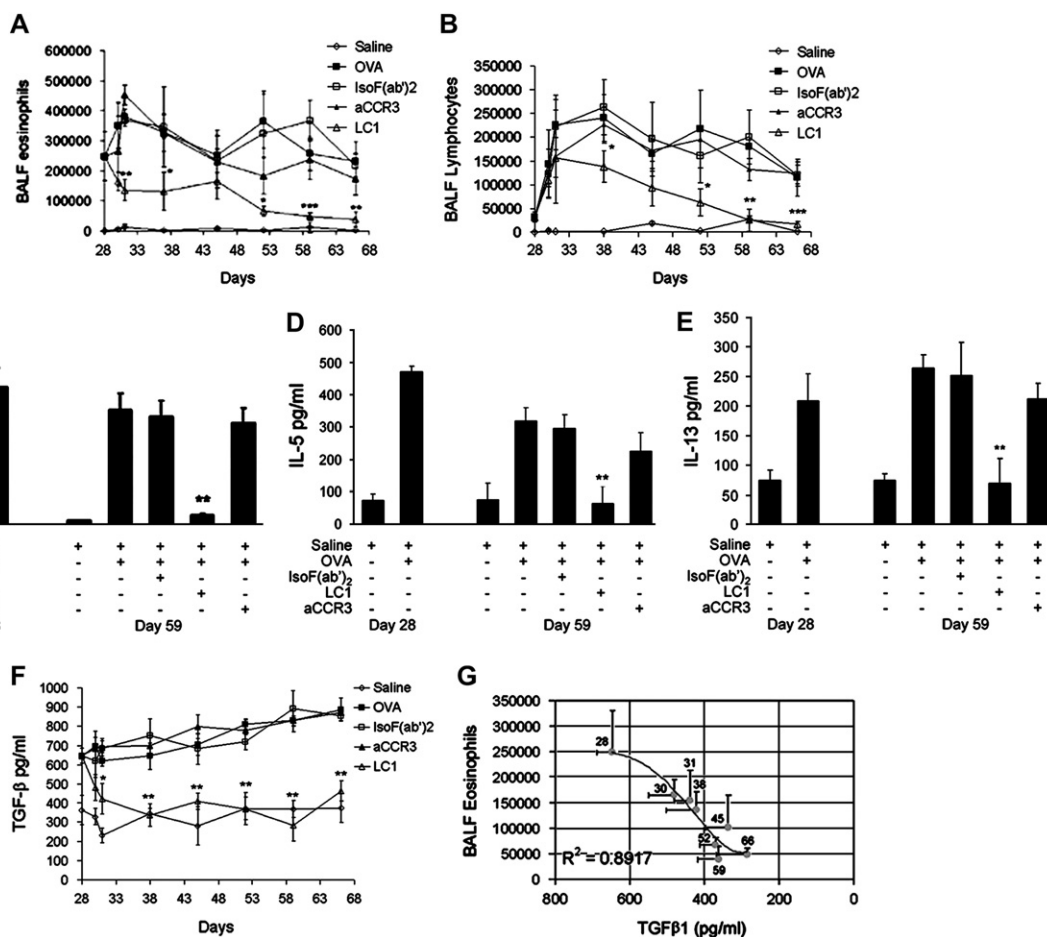 A
BALF eosinophils
600000
500000
400000
300000
200000
100000
0
28 33 38 43 48 53 58 63 68
Days
Saline
OVA
IsoF(ab')2
aCCR3
LC1
** * * * *** **
B
BALF Lymphocytes
350000
300000
250000
200000
150000
100000
50000
0
28 33 38 43 48 53 58 63 68
Days
Saline
OVA
IsoF(ab')2
aCCR3
LC1
* * ** ***
**
+ + + + +
- + + + +
- - + - -
- - - + -
- - - - +
Day 59
D
IL-5 pg/ml
600
500
400
300
200
100
0
**
Saline + + + + + + +
OVA - + - + + + +
IsoF(ab')2 - - - - + - -
LC1 - - - - - + -
aCCR3 - - - - - - +
Day 28 Day 59
E
IL-13 pg/ml
350
300
250
200
150
100
50
0
**
Saline + + + + + + +
OVA - + - + + + +
IsoF(ab')2 - - - - + - -
LC1 - - - - - + -
aCCR3 - - - - - - +
Day 28 Day 59
F
TGF-β pg/ml
1000
900
800
700
600
500
400
300
200
100
0
28 33 38 43 48 53 58 63 68
Days
Saline
OVA
IsoF(ab')2
aCCR3
LC1
* ** ** ** ** **
G
BALF Eosinophils
350000
300000
250000
200000
150000
100000
50000
0
28
30
31
38
45
52
66
59
R² = 0.8917
800 600 400 200 0
TGFβ1 (pg/ml)